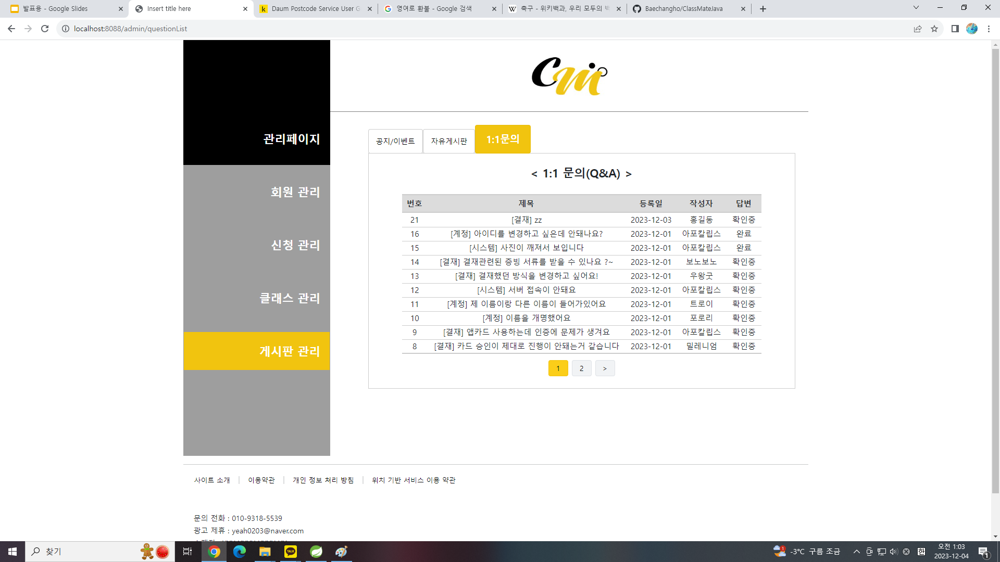 발표용 - Google Slides
Insert title here
Daum Postcode Service User G
영여로 환불 - Google 검색
축구 - 위키백과, 우리 모두의 백
Baechangho/ClassMateJava
localhost:8088/admin/questionList
cm
관리페이지
회원 관리
신청 관리
클래스 관리
게시판 관리
공지/이벤트
자유게시판
1:1문의
< 1:1 문의(Q&A) >
번호 제목 등록일 작성자 답변
21 [결재] zz 2023-12-03 홍길동 확인중
16 [계정] 아이디를 변경하고 싶은데 안돼나요? 2023-12-01 아포칼립스 완료
15 [시스템] 사진이 깨져서 보입니다 2023-12-01 아포칼립스 완료
14 [결재] 결재관련된 증빙 서류를 받을 수 있나요 ?~ 2023-12-01 보노보노 확인중
13 [결재] 결재했던 방식을 변경하고 싶어요! 2023-12-01 우왕굿 확인중
12 [시스템] 서버 접속이 안돼요 2023-12-01 아포칼립스 확인중
11 [계정] 제 이름이랑 다른 이름이 들어가있어요 2023-12-01 트로이 확인중
10 [계정] 이름을 개명했어요 2023-12-01 포로리 확인중
9 [결재] 앱카드 사용하는데 인증에 문제가 생겨요 2023-12-01 아포칼립스 확인중
8 [결재] 카드 승인이 제대로 진행이 안돼는거 같습니다 2023-12-01 밀레니엄 확인중
1 2 >
사이트 소개 | 이용약관 | 개인 정보 처리 방침 | 위치 기반 서비스 이용 약관
문의 전화 : 010-9318-5539
광고 제휴 : yeah0203@naver.com
찾기
TALK
1
-3°C 구름 조금
한
오전 1:03
2023-12-04
1